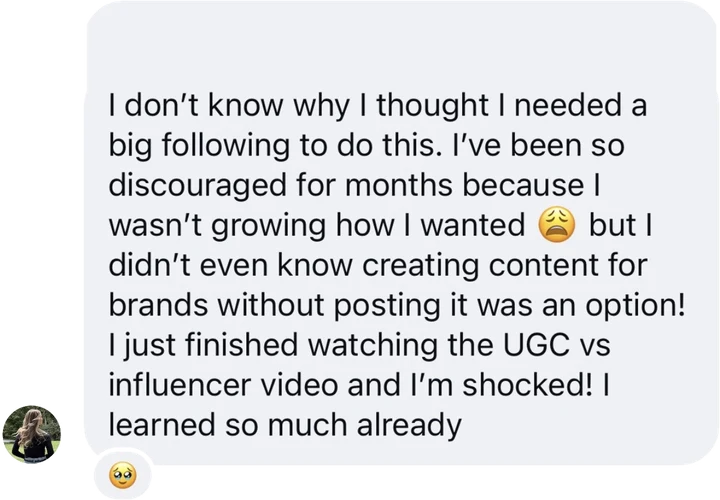 I don’t know why I thought I needed a
big following to do this. I’ve been so
discouraged for months because I
wasn’t growing how I wanted 😩 but I
didn’t even know creating content for
brands without posting it was an option!
I just finished watching the UGC vs
influencer video and I’m shocked! I
learned so much already